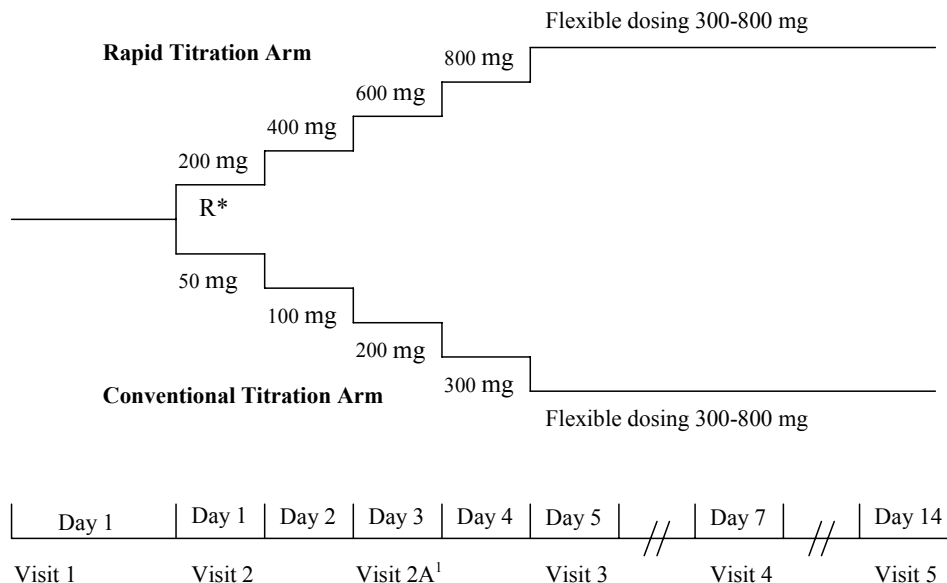 Flexible dosing 300-800 mg
Rapid Titration Arm
800 mg
600 mg
400 mg
200 mg
R*
50 mg
100 mg
200 mg
300 mg
Conventional Titration Arm
Flexible dosing 300-800 mg
Day 1 Day 1 Day 2 Day 3 Day 4 Day 5 Day 7 Day 14
Visit 1 Visit 2 Visit 2A¹ Visit 3 Visit 4 Visit 5